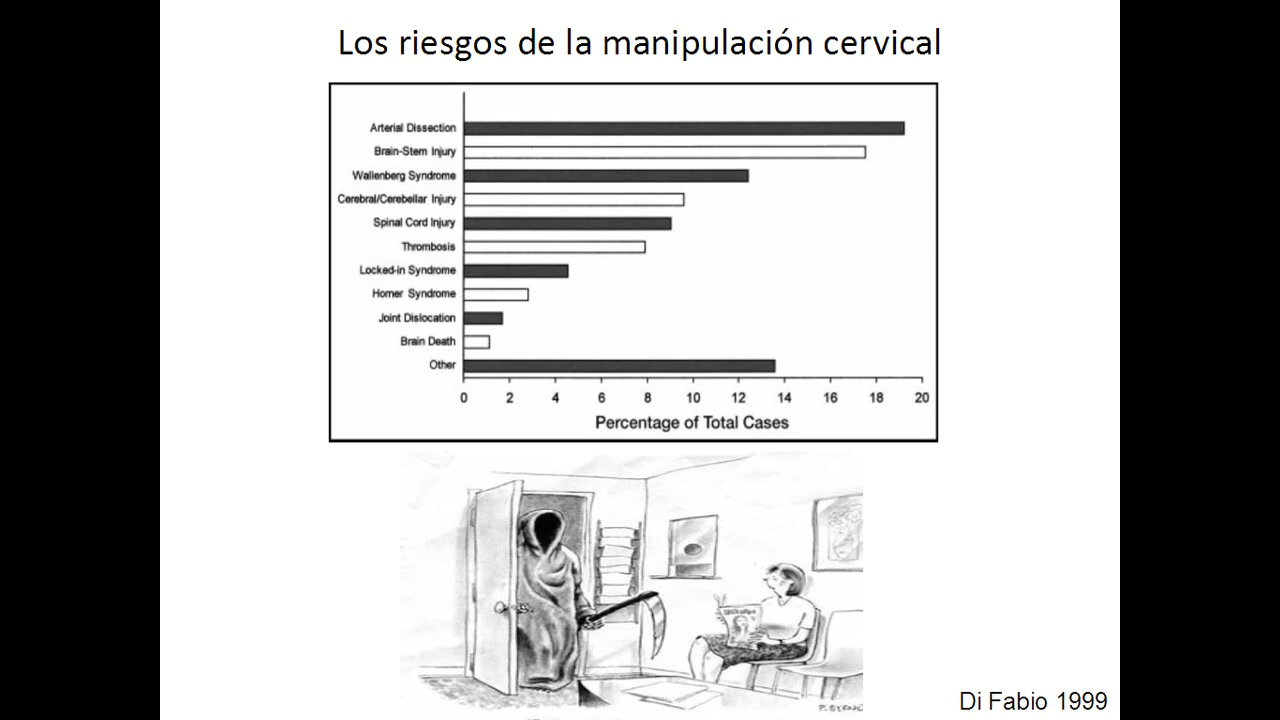 Los riesgos de la manipulación cervical
Arterial Dissection
Brain-Stem Injury
Wallenberg Syndrome
Cerebral/Cerebellar Injury
Spinal Cord Injury
Thrombosis
Locked-in Syndrome
Horner Syndrome
Joint Dislocation
Brain Death
Other
0 2 4 6 8 10 12 14 16 18 20
Percentage of Total Cases
Di Fabio 1999